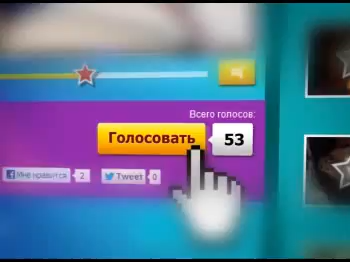 Всего голосов:
Голосовать 53
Мне нравится 2 Tweet 0